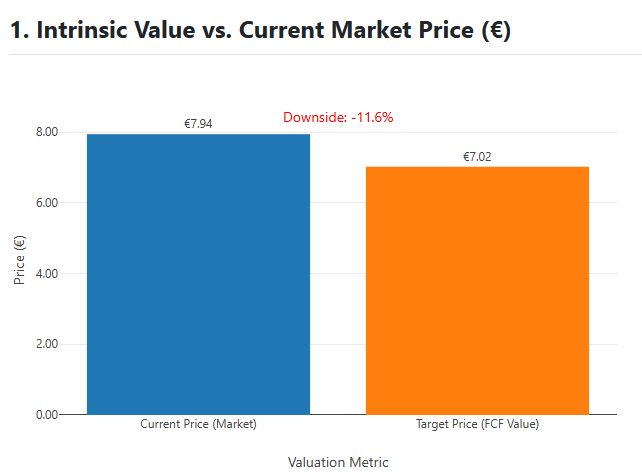 1. Intrinsic Value vs. Current Market Price (€)
Downside: -11.6%
€7.94
€7.02
8.00
6.00
4.00
2.00
0.00
Price (€)
Current Price (Market)
Target Price (FCF Value)
Valuation Metric